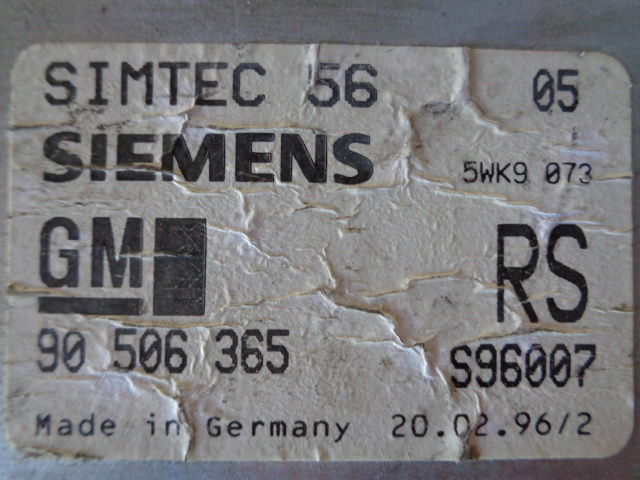 SIMTEC 56 05
SIEMENS 5WK9 073
GM RS
90 506 365 S96007
Made in Germany 20.02.96/2